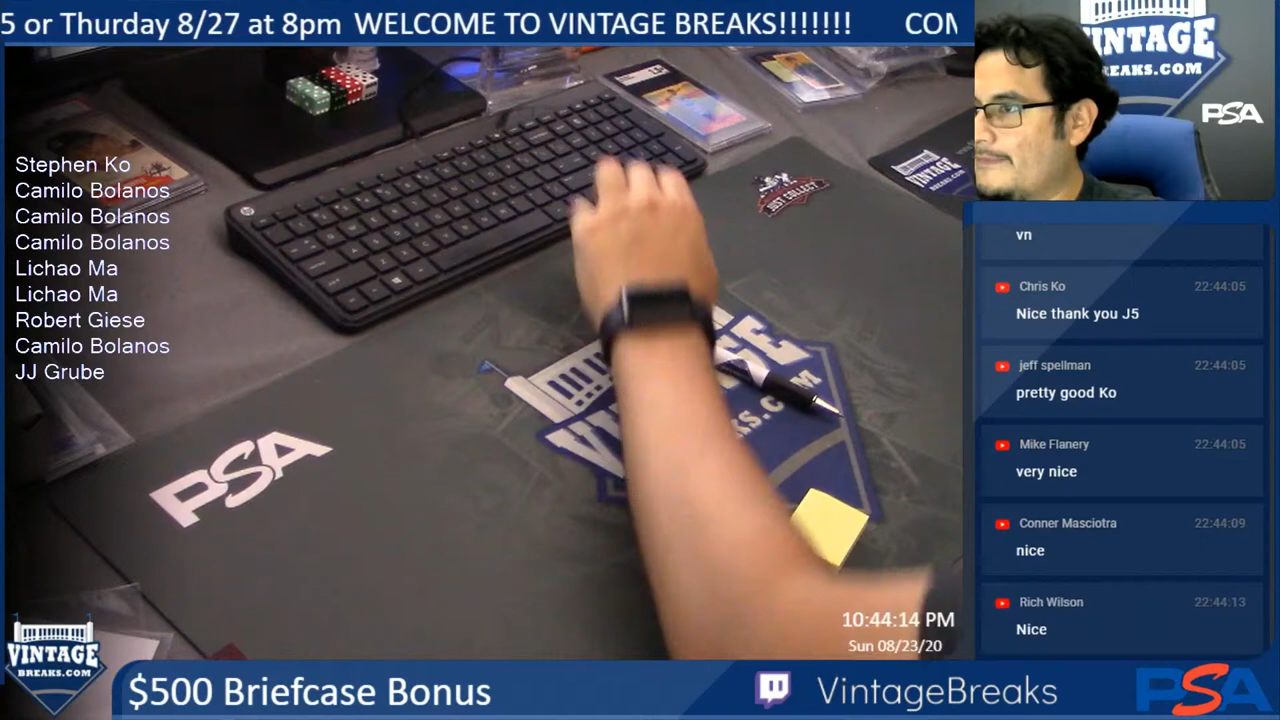 5 or Thurday 8/27 at 8pm WELCOME TO VINTAGE BREAKS!!!!!!! COM
VINTAGE
BREAKS.COM
PSA
Stephen Ko
Camilo Bolanos
Camilo Bolanos
Camilo Bolanos
Lichao Ma
Lichao Ma
Robert Giese
Camilo Bolanos
JJ Grube
JUST COLLECT
VINTAGE
PSA
vn
Chris Ko 22:44:05
Nice thank you J5
jeff spellman 22:44:05
pretty good Ko
Mike Flanery 22:44:05
very nice
Conner Masciotra 22:44:09
nice
Rich Wilson 22:44:13
Nice
10:44:14 PM
Sun 08/23/20
VINTAGE
BREAKS.COM
$500 Briefcase Bonus
VintageBreaks
PSA